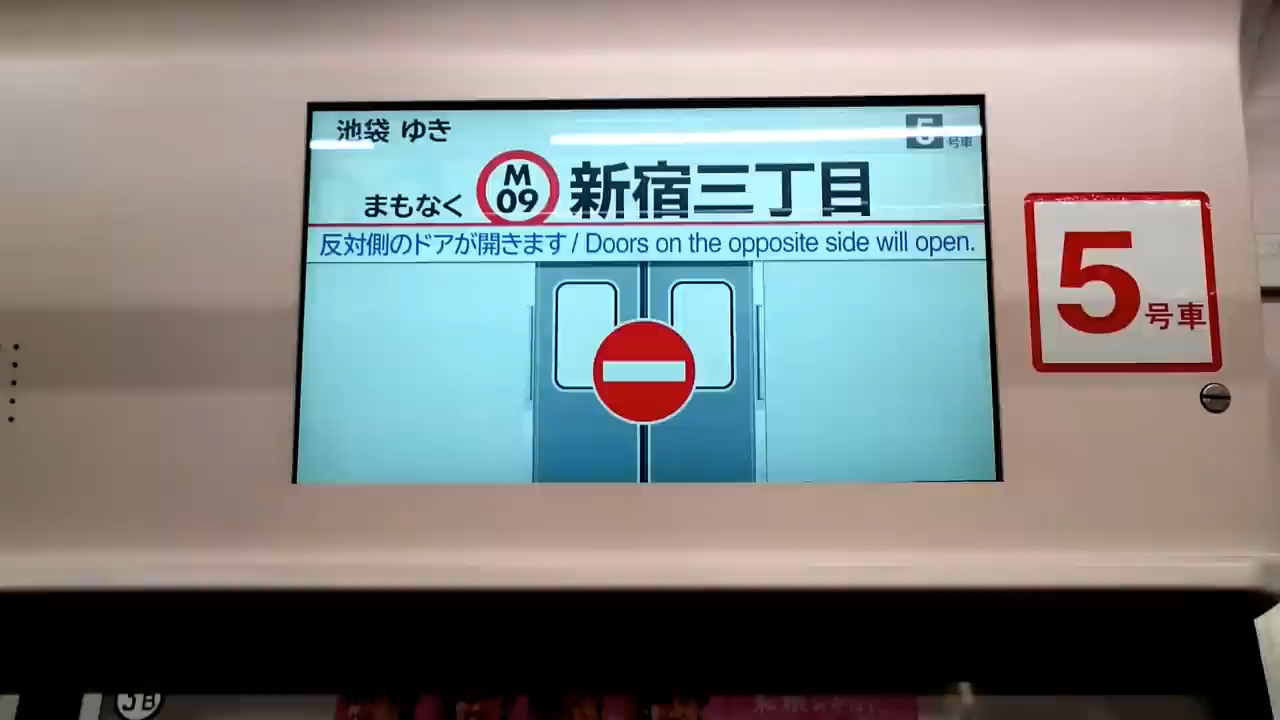 池袋 ゆき
5号車
まもなく M 09 新宿三丁目
反対側のドアが開きます / Doors on the opposite side will open.
5号車